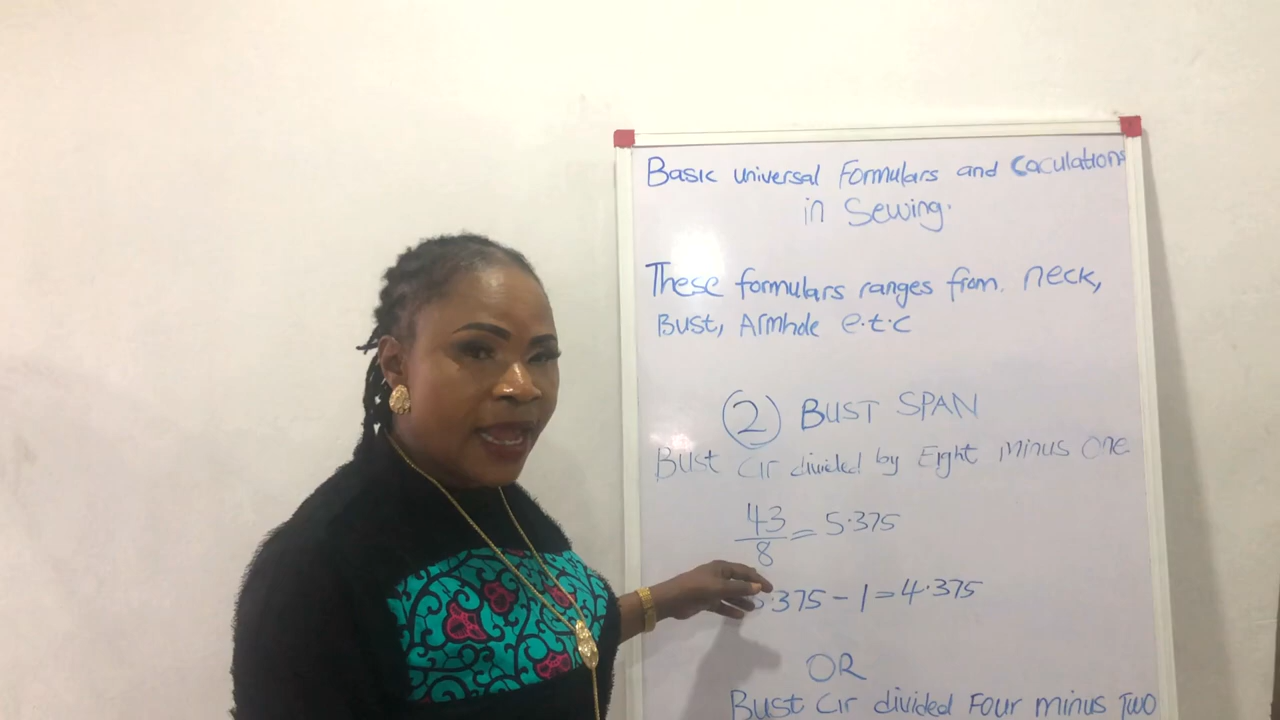 Basic universal Formulars and Caculations
in Sewing.
These formulars ranges from. neck,
Bust, Armhole e.t.c
2 BUST SPAN
Bust Cir divided by Eight Minus One
43/8 = 5.375
5.375 - 1 = 4.375
OR
Bust Cir divided Four minus Two